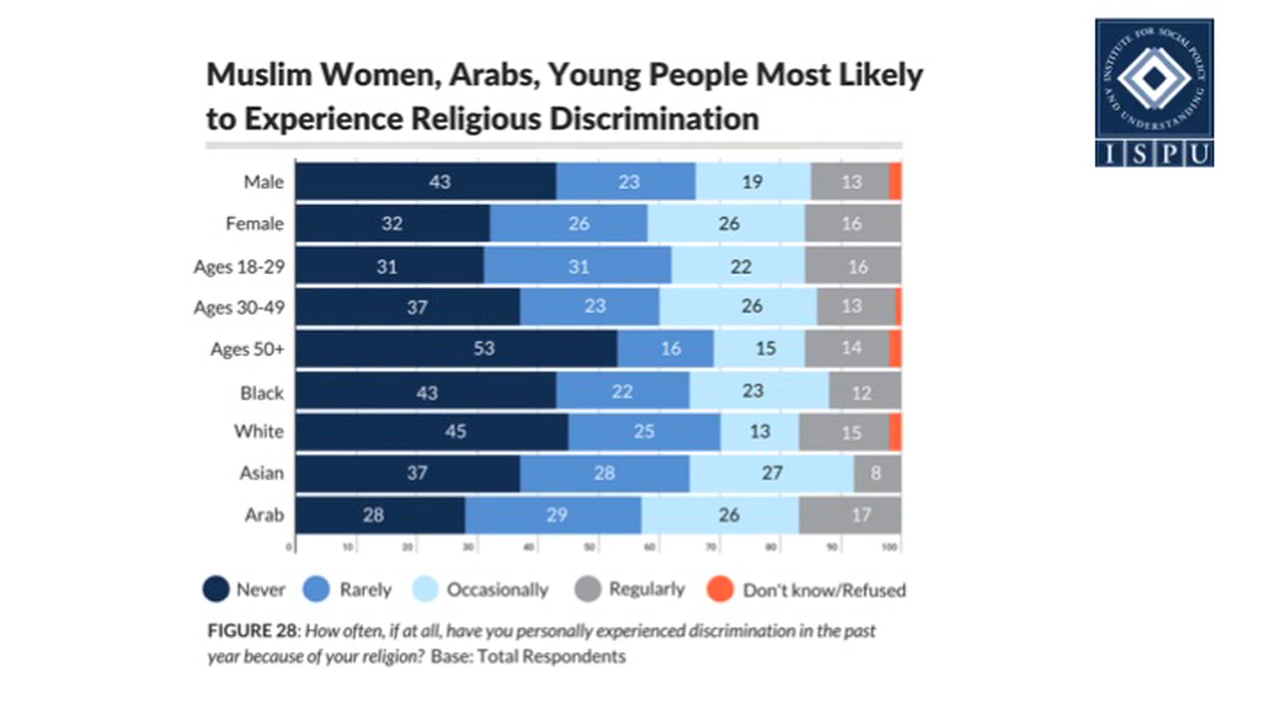 Muslim Women, Arabs, Young People Most Likely
to Experience Religious Discrimination
INSTITUTE FOR SOCIAL POLICY
AND UNDERSTANDING
ISPU
Male 43 23 19 13
Female 32 26 26 16
Ages 18-29 31 31 22 16
Ages 30-49 37 23 26 13
Ages 50+ 53 16 15 14
Black 43 22 23 12
White 45 25 13 15
Asian 37 28 27 8
Arab 28 29 26 17
0 10 20 30 40 50 60 70 80 90 100
Never Rarely Occasionally Regularly Don't know/Refused
FIGURE 28: How often, if at all, have you personally experienced discrimination in the past
year because of your religion? Base: Total Respondents